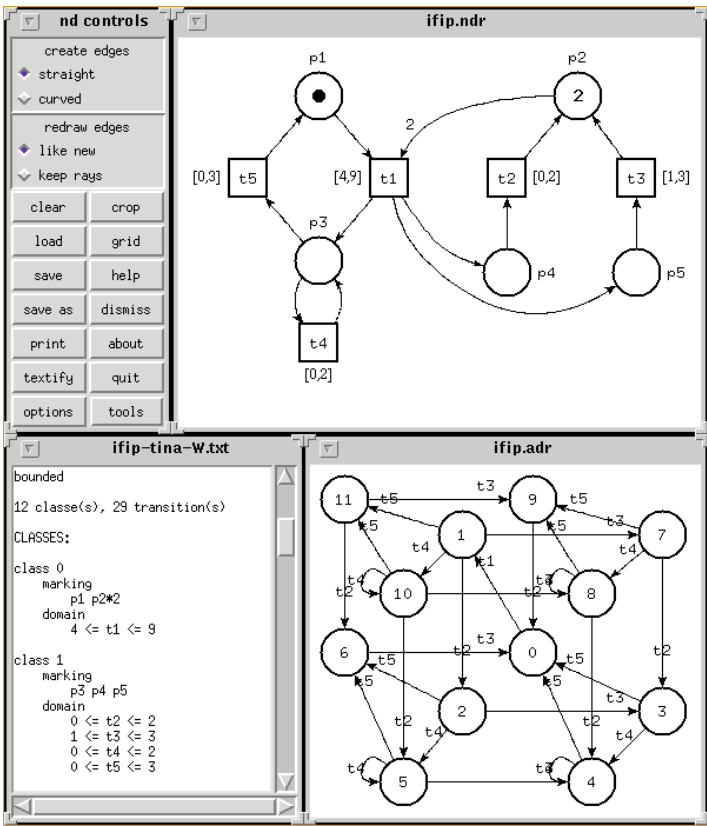 nd controls
create edges
straight
curved
redraw edges
like new
keep rays
clear crop
load grid
save help
save as dismiss
print about
textify quit
options tools
ifip.ndr
p1 p2
2 2
[0,3] t5 [4,9] t1 t2 [0,2] t3 [1,3]
p3
p4 p5
t4
[0,2]
ifip-tina-W.txt
bounded
12 classe(s), 29 transition(s)
CLASSES:
class 0
marking
p1 p2*2
domain
4 <= t1 <= 9
class 1
marking
p3 p4 p5
domain
0 <= t2 <= 2
1 <= t3 <= 3
0 <= t4 <= 2
0 <= t5 <= 3
ifip.adr
t3
11 t5 9 t5
t5 1 t5 t3 7
t4 t1 t4
t4
t2 10 8
6 t3 t2 0 t2
t5 t5
t5 t5 t3
2 3
t2 t4 t2 t4
t4 5 4